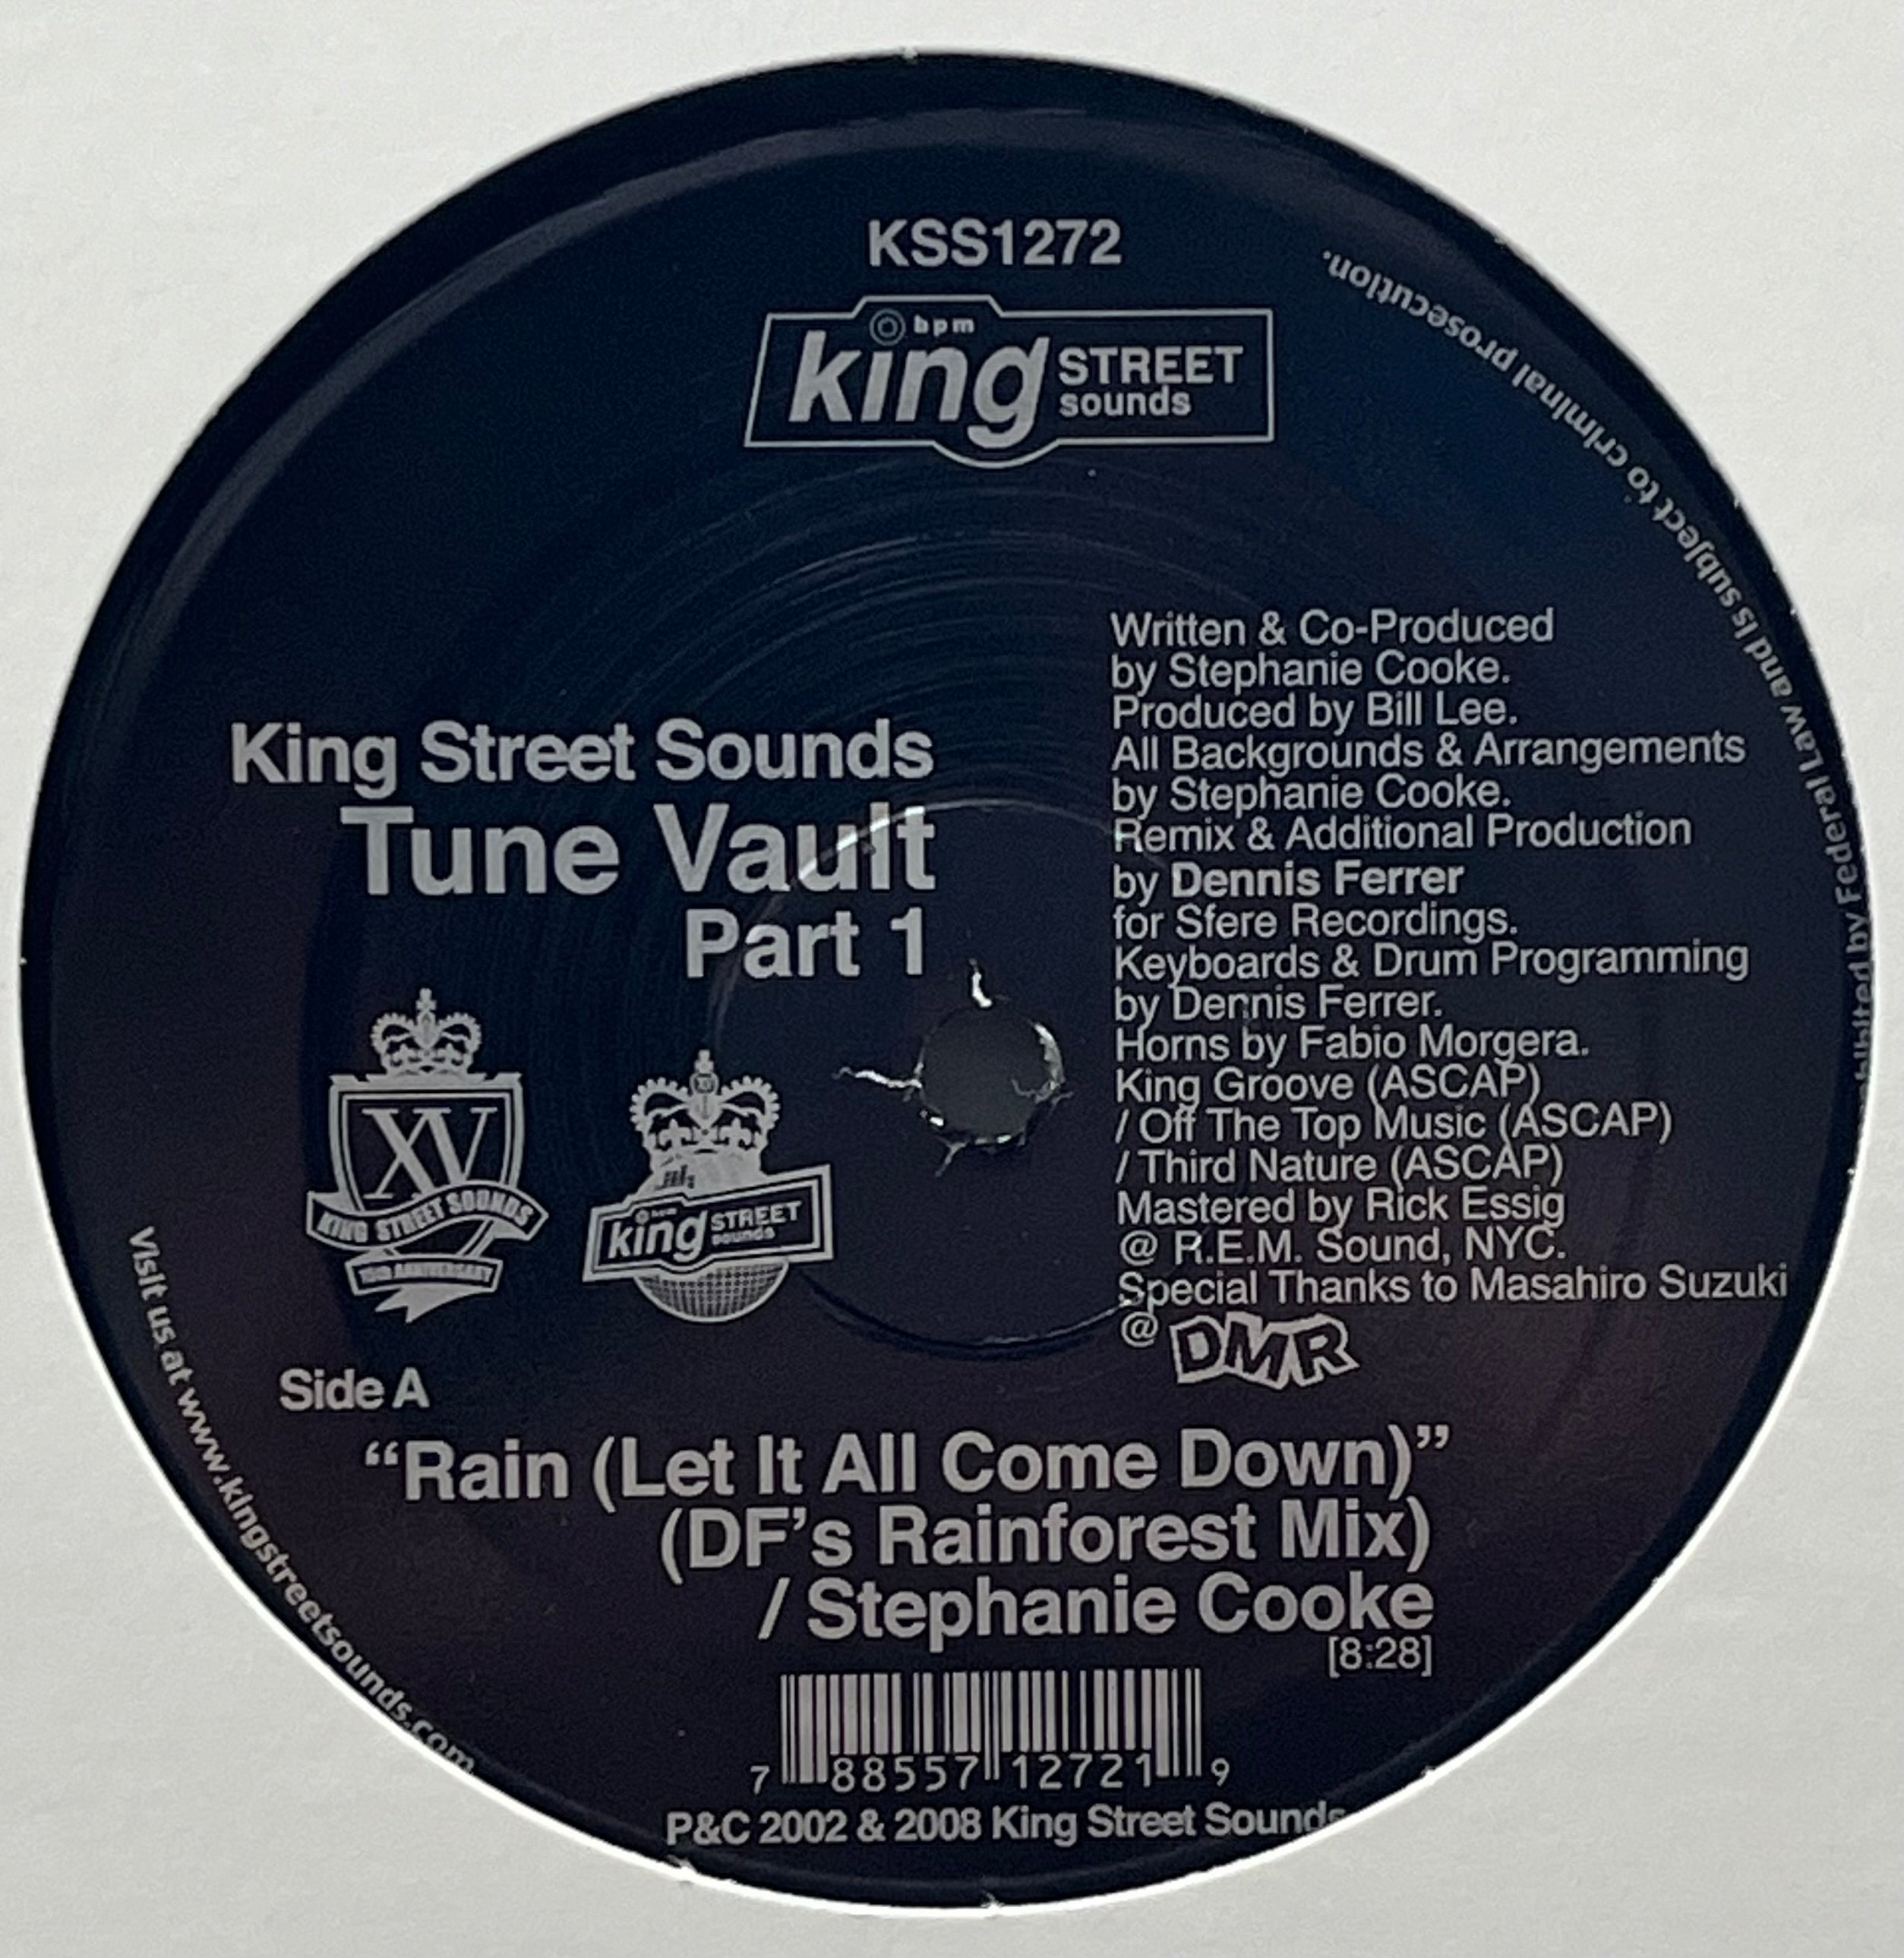 KSS1272
bpm
king STREET
sounds
King Street Sounds
Tune Vault
Part 1
XV
KING STREET SOUNDS
15th ANNIVERSARY
king STREET
sounds
Written & Co-Produced
by Stephanie Cooke.
Produced by Bill Lee.
All Backgrounds & Arrangements
by Stephanie Cooke.
Remix & Additional Production
by Dennis Ferrer
for Sfere Recordings.
Keyboards & Drum Programming
by Dennis Ferrer.
Horns by Fabio Morgera.
King Groove (ASCAP)
/ Off The Top Music (ASCAP)
/ Third Nature (ASCAP)
Mastered by Rick Essig
@ R.E.M. Sound, NYC.
Special Thanks to Masahiro Suzuki
@ DMR
Side A
“Rain (Let It All Come Down)”
(DF’s Rainforest Mix)
/ Stephanie Cooke
[8:28]
7 88557 12721 9
P&C 2002 & 2008 King Street Sounds
Visit us at www.kingstreetsounds.com
by Federal Law and is subject to criminal prosecution.